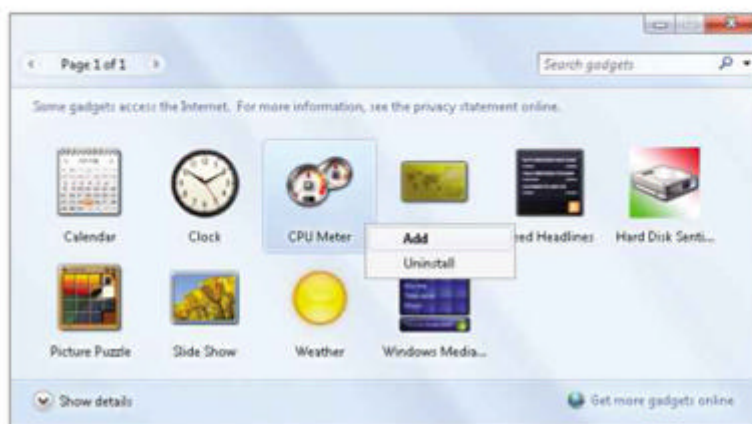 Page 1 of 1
Search gadgets
Some gadgets access the Internet. For more information, see the privacy statement online.
Calendar
Clock
CPU Meter
Add
Uninstall
eed Headlines
Hard Disk Senti...
Picture Puzzle
Slide Show
Weather
Windows Media...
Show details
Get more gadgets online